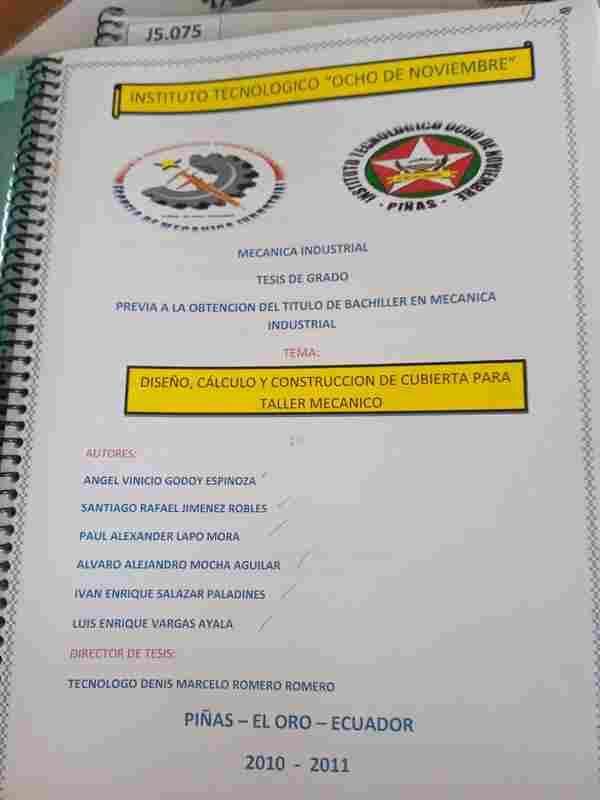 J5.075
INSTITUTO TECNOLOGICO "OCHO DE NOVIEMBRE"
INSTITUTO TECNOLOGICO OCHO DE NOVIEMBRE
- PIÑAS -
MECANICA INDUSTRIAL
TESIS DE GRADO
PREVIA A LA OBTENCION DEL TITULO DE BACHILLER EN MECANICA
INDUSTRIAL
TEMA:
DISEÑO, CÁLCULO Y CONSTRUCCION DE CUBIERTA PARA
TALLER MECANICO
AUTORES:
ANGEL VINICIO GODOY ESPINOZA
SANTIAGO RAFAEL JIMENEZ ROBLES
PAUL ALEXANDER LAPO MORA
ALVARO ALEJANDRO MOCHA AGUILAR
IVAN ENRIQUE SALAZAR PALADINES
LUIS ENRIQUE VARGAS AYALA
DIRECTOR DE TESIS:
TECNOLOGO DENIS MARCELO ROMERO ROMERO
PIÑAS – EL ORO – ECUADOR
2010 - 2011